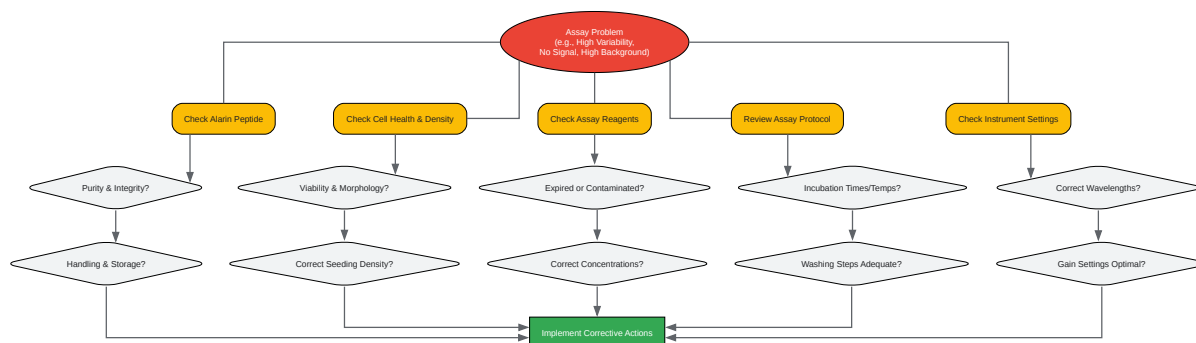 Assay Problem
(e.g., High Variability,
No Signal, High Background)
Check Alarin Peptide
Check Cell Health & Density
Check Assay Reagents
Review Assay Protocol
Check Instrument Settings
Purity & Integrity?
Viability & Morphology?
Expired or Contaminated?
Incubation Times/Temps?
Correct Wavelengths?
Handling & Storage?
Correct Seeding Density?
Correct Concentrations?
Washing Steps Adequate?
Gain Settings Optimal?
Implement Corrective Actions